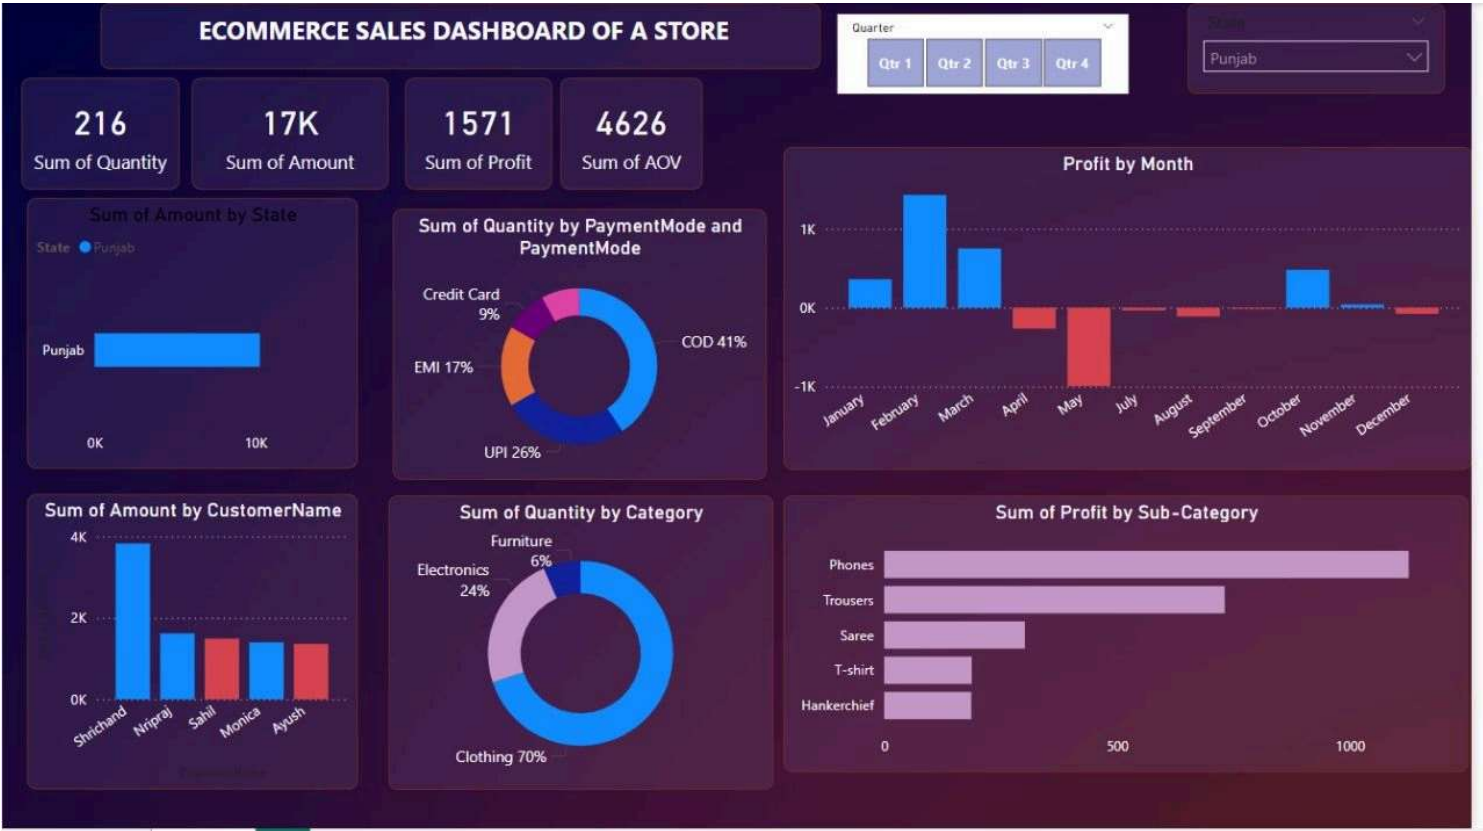 ECOMMERCE SALES DASHBOARD OF A STORE
Quarter
Qtr 1 Qtr 2 Qtr 3 Qtr 4
State
Punjab
216
Sum of Quantity
17K
Sum of Amount
1571
Sum of Profit
4626
Sum of AOV
Sum of Amount by State
State Punjab
Punjab
0K 10K
Sum of Quantity by PaymentMode and
PaymentMode
Credit Card
9%
COD 41%
EMI 17%
UPI 26%
Profit by Month
1K
0K
-1K
January February March April May July August September October November December
Sum of Amount by CustomerName
4K
2K
0K
Shrichand Nripraj Sahil Monica Ayush
Sum of Quantity by Category
Furniture
6%
Electronics
24%
Clothing 70%
Sum of Profit by Sub-Category
Phones
Trousers
Saree
T-shirt
Hankerchief
0 500 1000